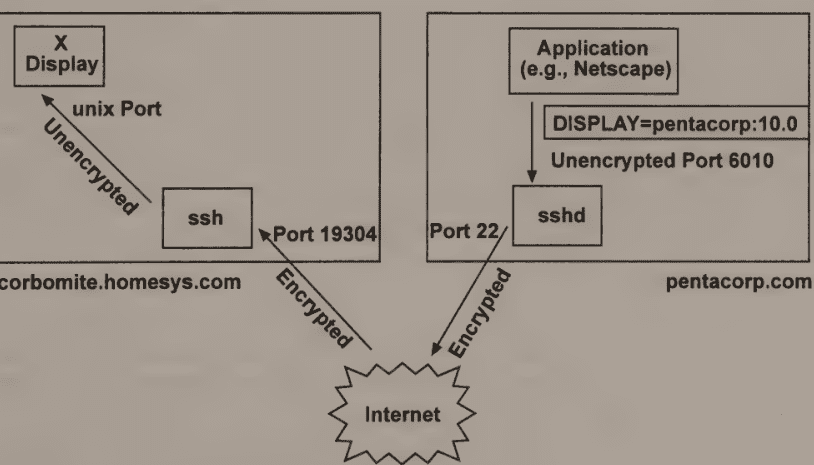 X
Display
unix Port
Unencrypted
ssh
Port 19304
Encrypted
corbomite.homesys.com
Application
(e.g., Netscape)
DISPLAY=pentacorp:10.0
Unencrypted Port 6010
sshd
Port 22
Encrypted
pentacorp.com
Internet